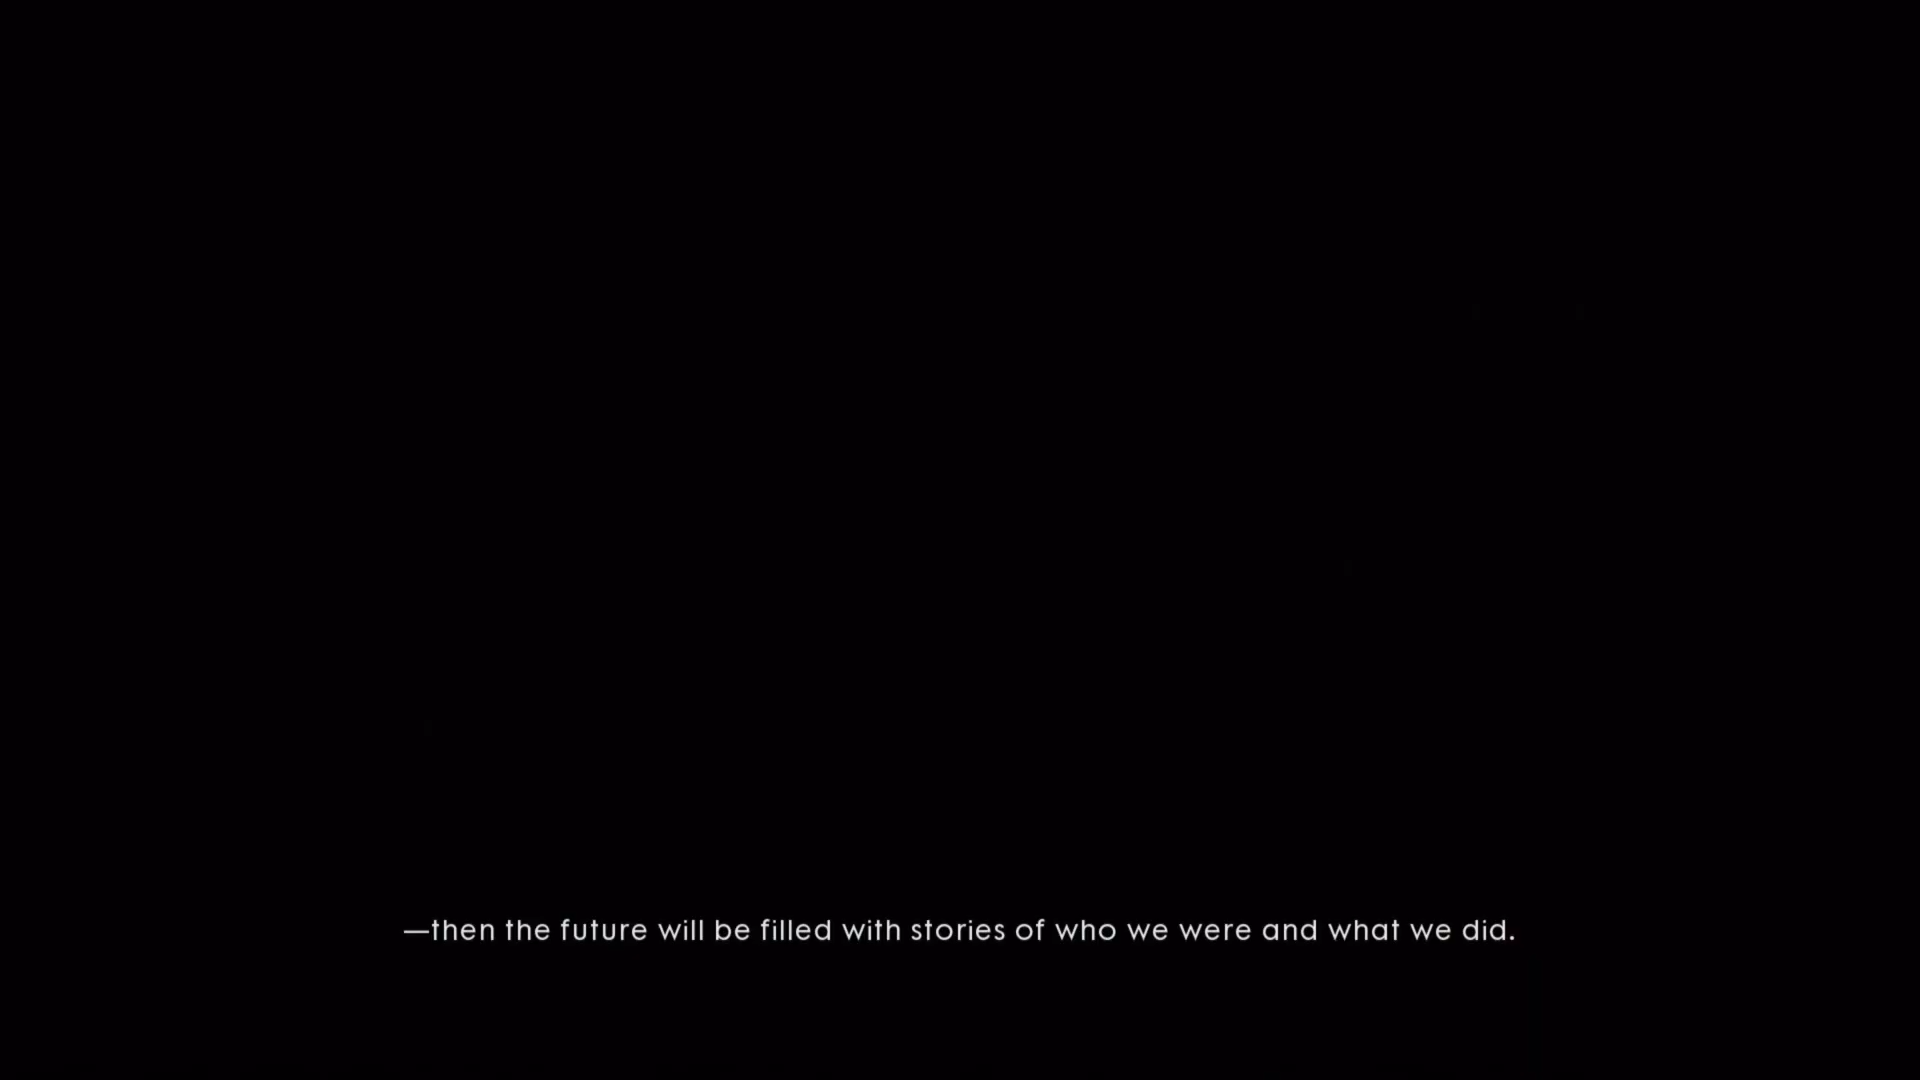 —then the future will be filled with stories of who we were and what we did.